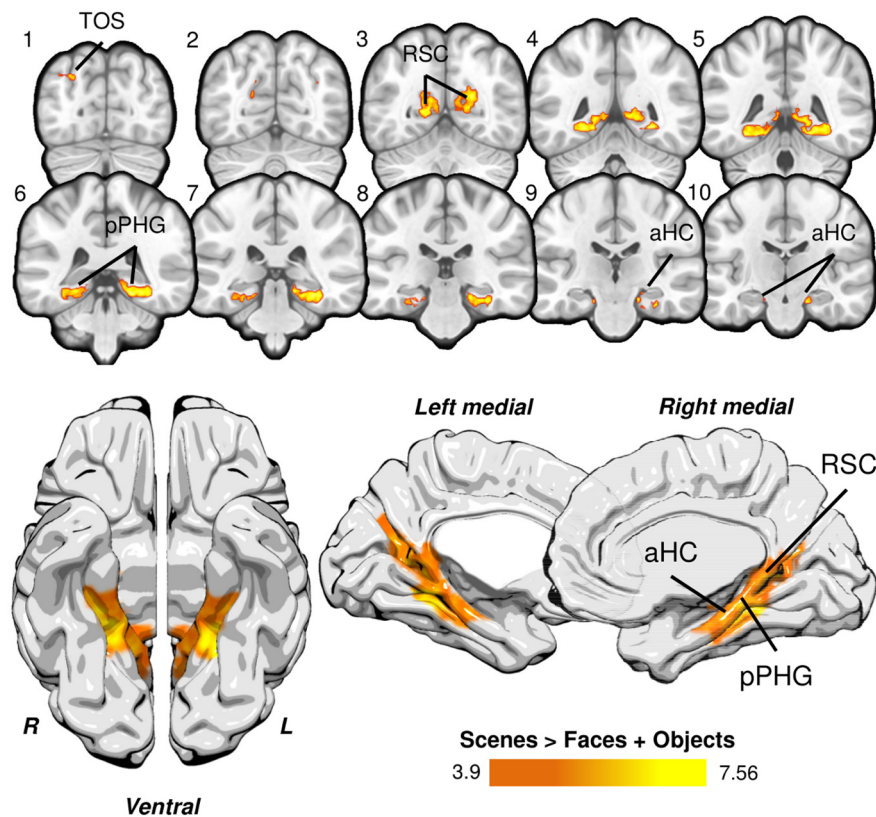 TOS
1 2 3 RSC 4 5
6 pPHG 7 8 9 aHC 10 aHC
Left medial Right medial
RSC
aHC
pPHG
R L
Scenes > Faces + Objects
3.9 7.56
Ventral